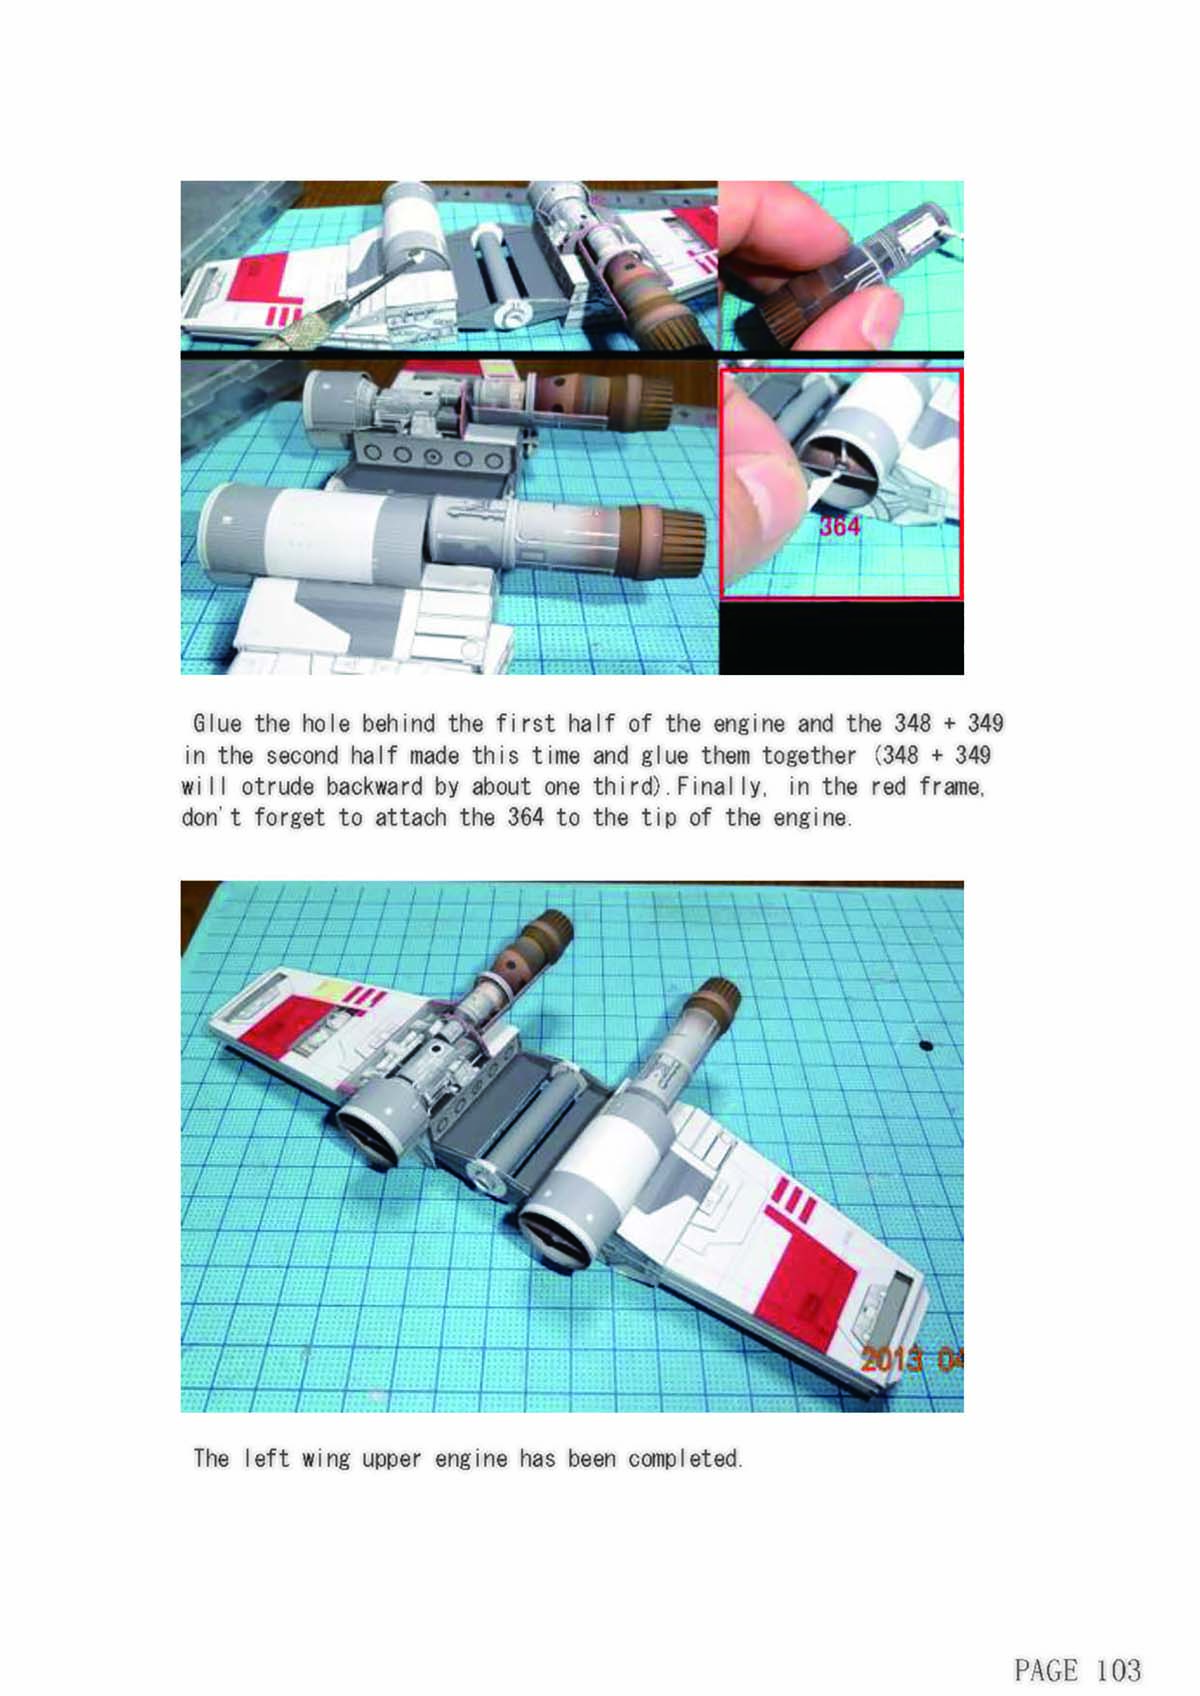 364
Glue the hole behind the first half of the engine and the 348 + 349
in the second half made this time and glue them together (348 + 349
will otrude backward by about one third).Finally, in the red frame,
don't forget to attach the 364 to the tip of the engine.
2013 04
The left wing upper engine has been completed.
PAGE 103